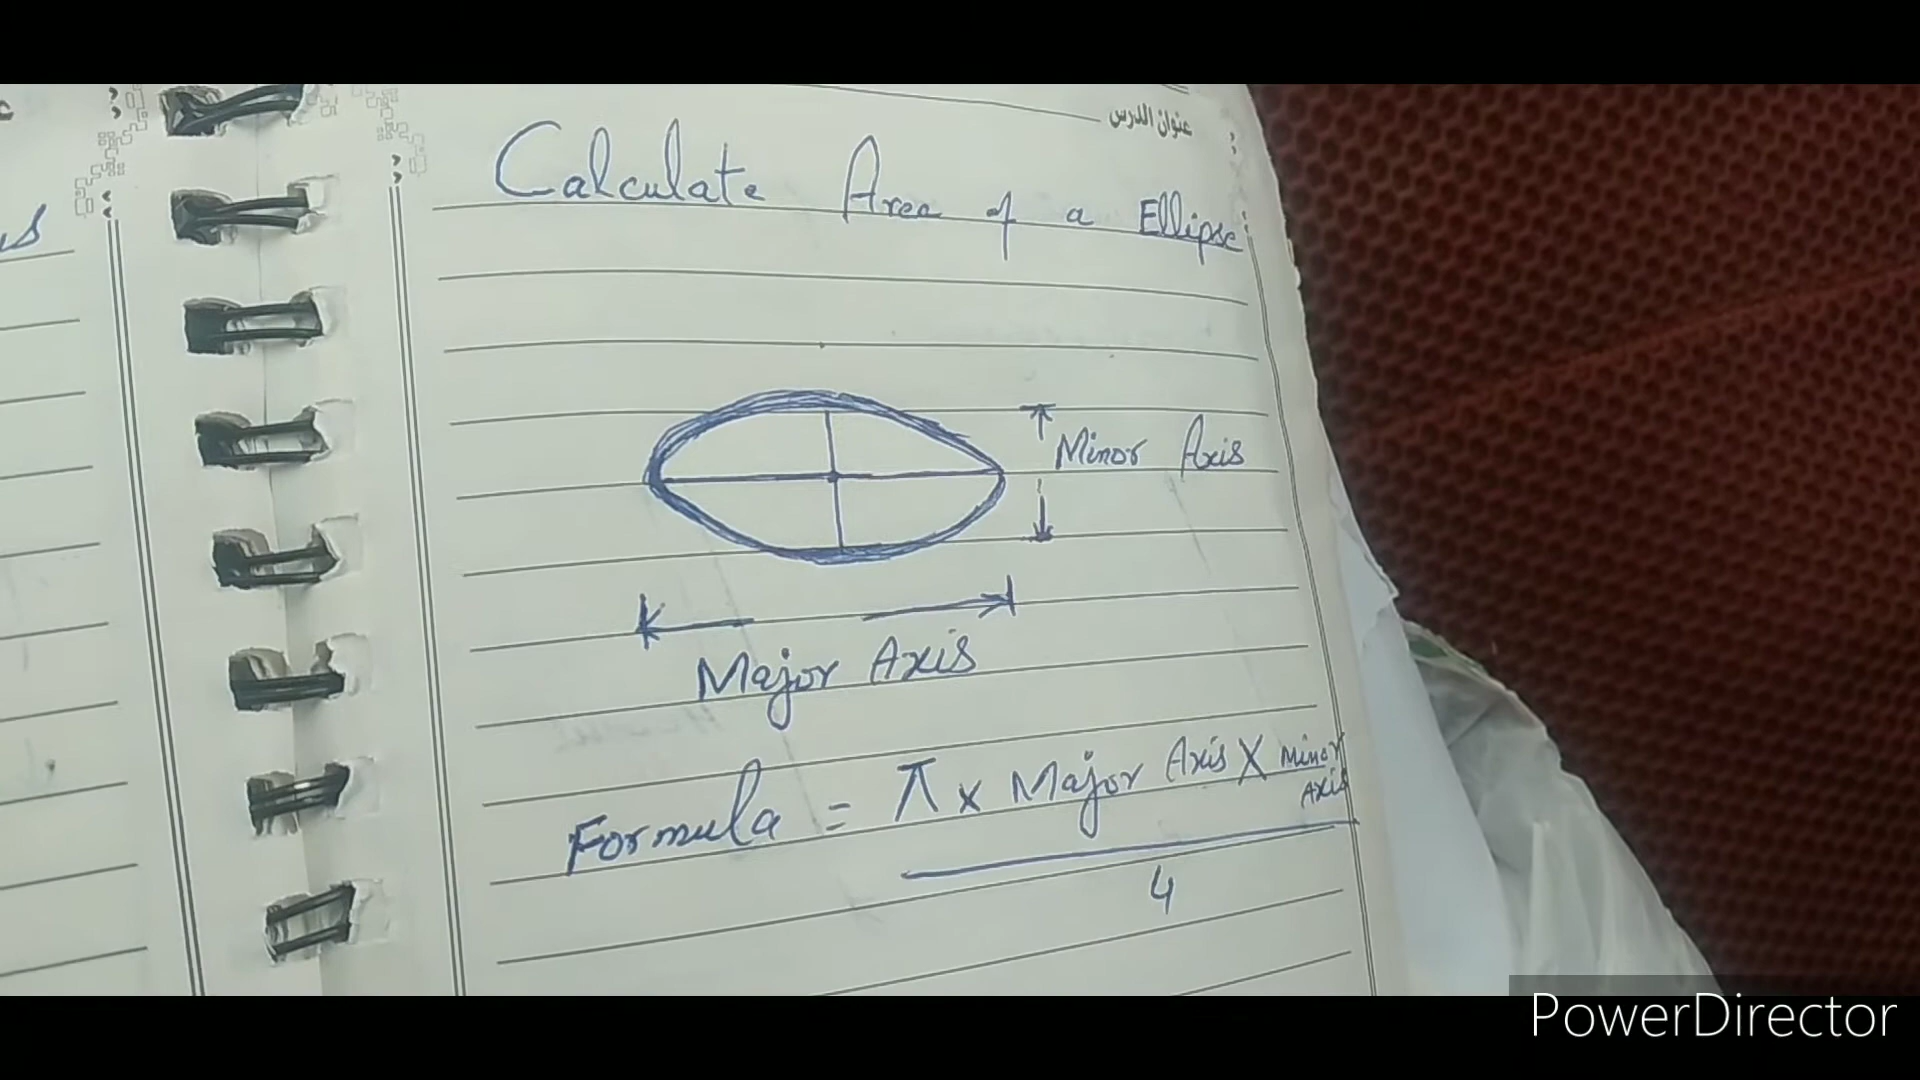 عنوان الدرس
Calculate Area of a Ellipse
Minor Axis
Major Axis
Formula = π x Major Axis X Minor Axis
4
PowerDirector